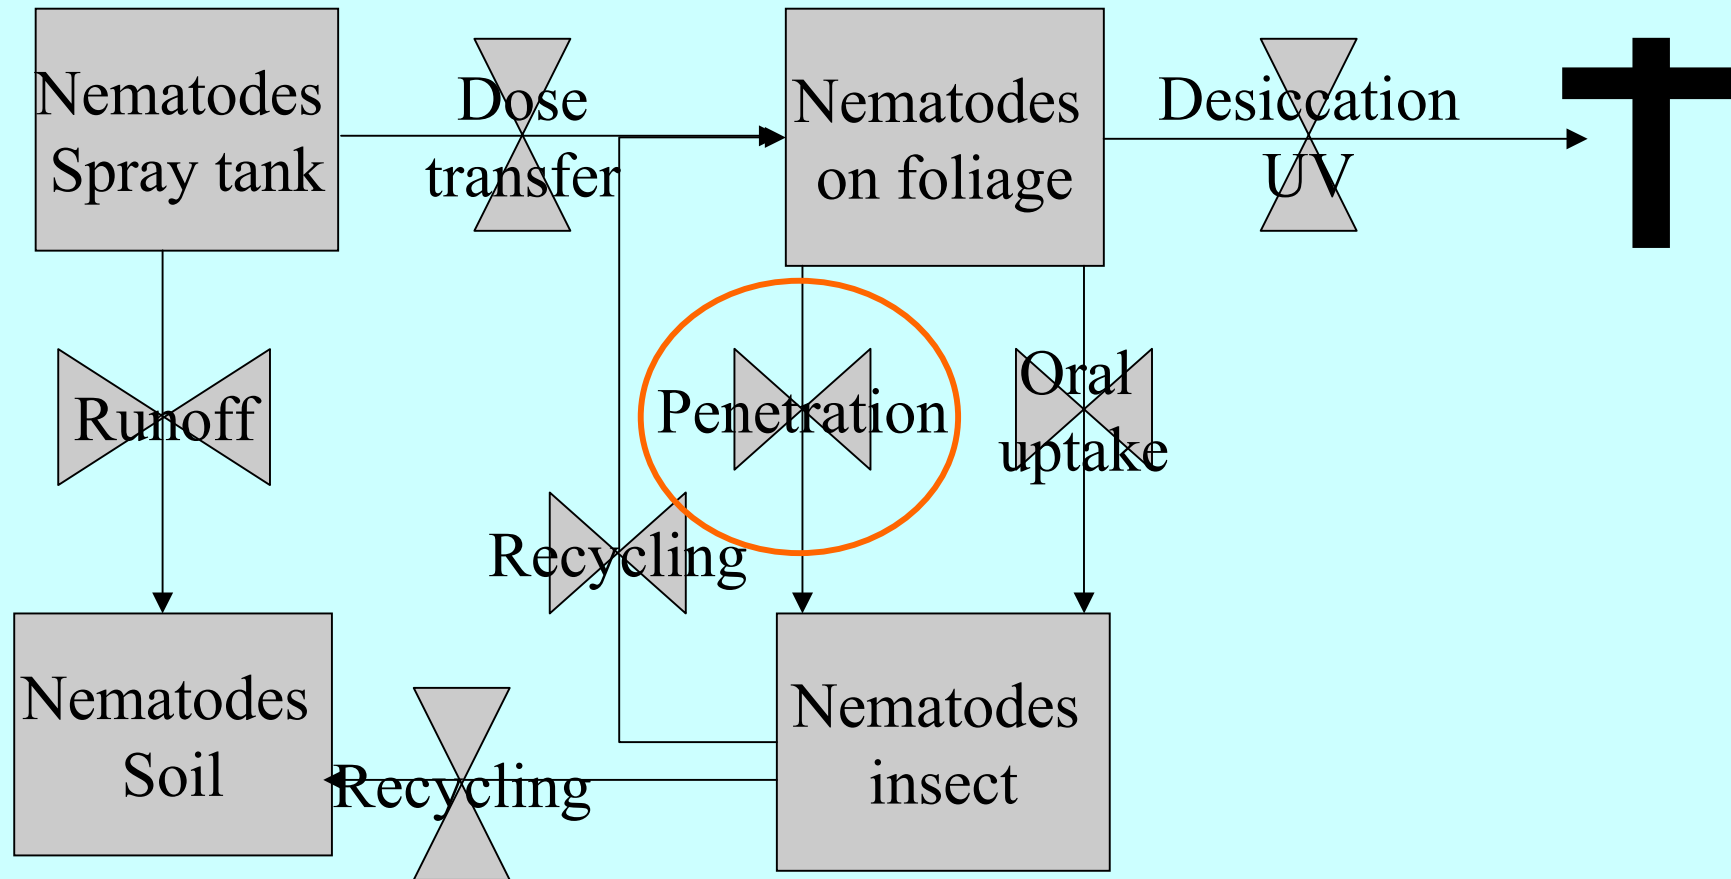 Nematodes
Spray tank
Dose
transfer
Nematodes
on foliage
Desiccation
UV
Runoff
Penetration
Oral
uptake
Recycling
Nematodes
Soil
Recycling
Nematodes
insect